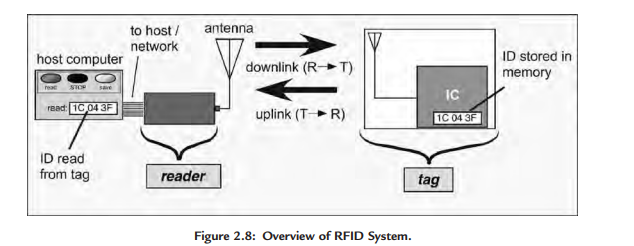 to host /
network
antenna
host computer
read
STOP
save
read: 1C 04 3F
ID read
from tag
reader
downlink (R→ T)
uplink (T→ R)
ID stored in
memory
IC
1C 04 3F
tag
Figure 2.8: Overview of RFID System.